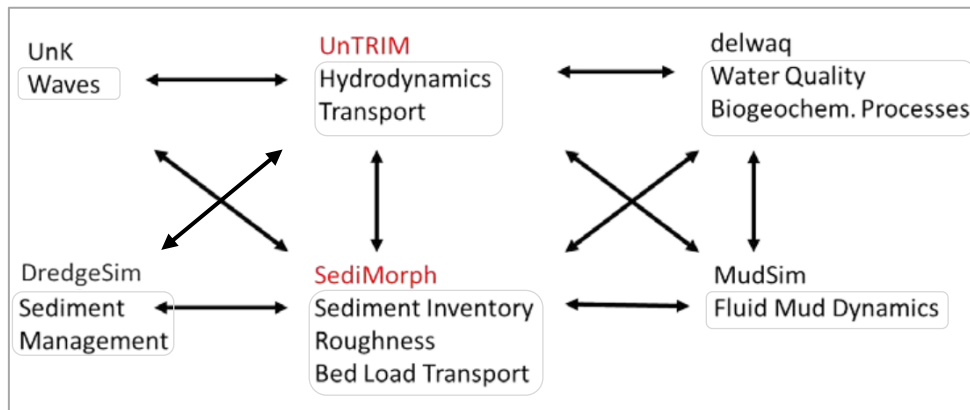 UnK
Waves
UnTRIM
Hydrodynamics
Transport
delwaq
Water Quality
Biogeochem. Processes
DredgeSim
Sediment
Management
SediMorph
Sediment Inventory
Roughness
Bed Load Transport
MudSim
Fluid Mud Dynamics